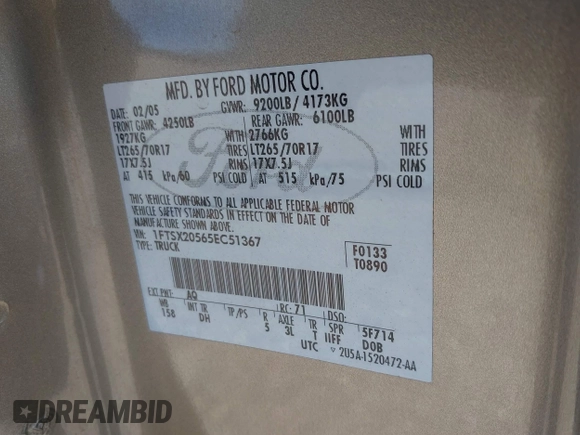 MFD. BY FORD MOTOR CO.
DATE: 02/05 GVWR: 9200LB / 4173KG
FRONT GAWR: 4250LB REAR GAWR: 6100LB
1927KG WITH 2766KG WITH
LT265/70R17 TIRES LT265/70R17 TIRES
17X7.5J RIMS 17X7.5J RIMS
AT 415 kPa/60 PSI COLD AT 515 kPa/75 PSI COLD
THIS VEHICLE CONFORMS TO ALL APPLICABLE FEDERAL MOTOR
VEHICLE SAFETY STANDARDS IN EFFECT ON THE DATE OF
MANUFACTURE SHOWN ABOVE.
VIN: 1FTSX20565EC51367
TYPE: TRUCK
F0133
T0890
Ford
EXT PNT: AQ RC: 71 DSO:
WB INT TR TP/PS R AXLE TR SPR 5F714
158 DH 5 3L T IIFF DOB
UTC ▽ 2U5A-1520472-AA
DREAMBID